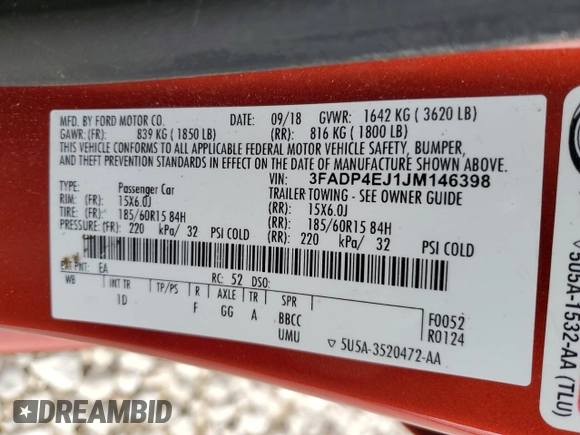 MFD. BY FORD MOTOR CO. DATE: 09/18 GVWR: 1642 KG ( 3620 LB)
GAWR: (FR): 839 KG ( 1850 LB) (RR): 816 KG ( 1800 LB)
THIS VEHICLE CONFORMS TO ALL APPLICABLE FEDERAL MOTOR VEHICLE SAFETY, BUMPER,
AND THEFT PREVENTION STANDARDS IN EFFECT ON THE DATE OF MANUFACTURE SHOWN ABOVE.
VIN: 3FADP4EJ1JM146398
TYPE: Passenger Car TRAILER TOWING - SEE OWNER GUIDE
RIM: (FR): 15X6.0J (RR): 15X6.0J
TIRE: (FR): 185/60R15 84H (RR): 185/60R15 84H
PRESSURE: (FR): 220 kPa/ 32 PSI COLD (RR): 220 kPa/ 32 PSI COLD
EXT PNT: EA RC: 52 DSO:
WB INT TR TP/PS R AXLE TR SPR
1D F GG A BBCC F0052
UMU R0124
▽ 5U5A-3520472-AA
▽ 5U5A-1532-AA (TLU)
DREAMBID